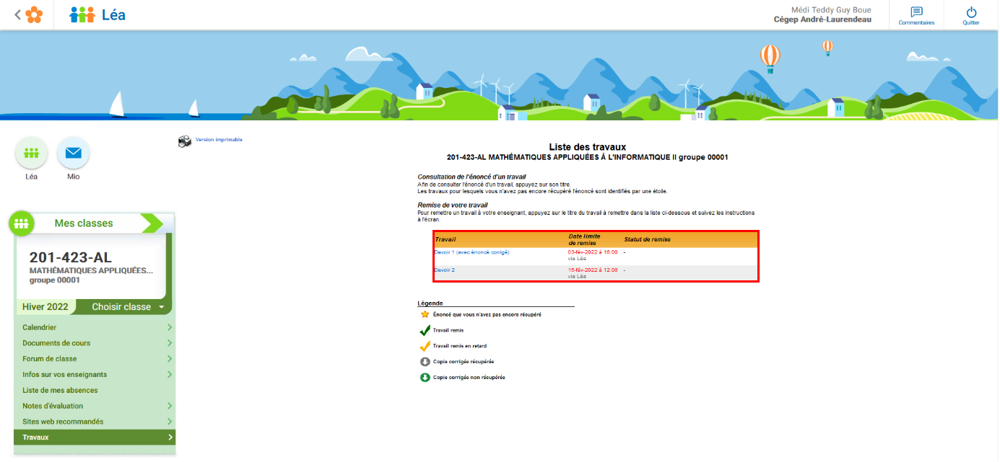 Léa
Médi Teddy Guy Boue
Cégep André-Laurendeau
Commentaires
Quitter
Léa
Mio
Version imprimable
Mes classes
201-423-AL
MATHÉMATIQUES APPLIQUÉES...
groupe 00001
Hiver 2022
Choisir classe
Calendrier
Documents de cours
Forum de classe
Infos sur vos enseignants
Liste de mes absences
Notes d'évaluation
Sites web recommandés
Travaux
Liste des travaux
201-423-AL MATHÉMATIQUES APPLIQUÉES À L'INFORMATIQUE II groupe 00001
Consultation de l'énoncé d'un travail
Afin de consulter l'énoncé d'un travail, appuyez sur son titre.
Les travaux pour lesquels vous n'avez pas encore récupéré l'énoncé sont identifiés par une étoile.
Remise de votre travail
Pour remettre un travail à votre enseignant, appuyez sur le titre du travail à remettre dans la liste ci-dessous et suivez les instructions
à l'écran.
Travail Date limite de remise Statut de remise
Devoir 1 (avec énoncé corrigé) 03-fév-2022 à 16:00 -
via Léa
Devoir 2 15-fév-2022 à 12:00 -
via Léa
Légende
Énoncé que vous n'avez pas encore récupéré
Travail remis
Travail remis en retard
Copie corrigée récupérée
Copie corrigée non récupérée